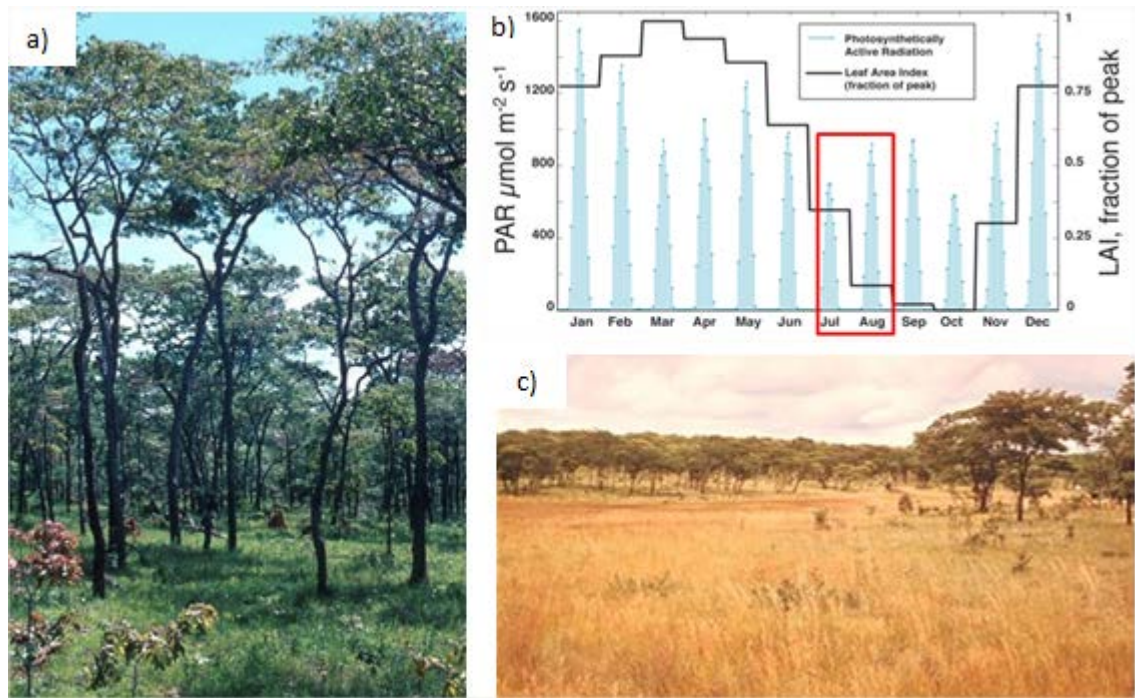 a)
b)
1600
1200
800
400
0
PAR µmol m-2 s-1
Photosynthetically
Active Radiation
Leaf Area Index
(fraction of peak)
1
0.75
0.5
0.25
0
LAI, fraction of peak
Jan Feb Mar Apr May Jun Jul Aug Sep Oct Nov Dec
c)